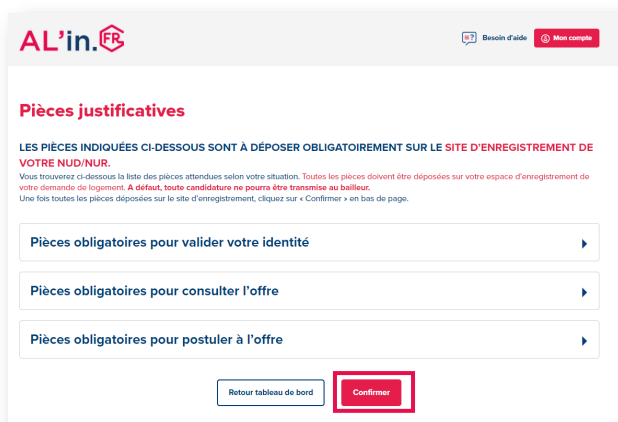 AL'in.FR
Besoin d'aide
Mon compte
Pièces justificatives
LES PIÈCES INDIQUÉES CI-DESSOUS SONT À DÉPOSER OBLIGATOIREMENT SUR LE SITE D'ENREGISTREMENT DE
VOTRE NUD/NUR.
Vous trouverez ci-dessous la liste des pièces attendues selon votre situation. Toutes les pièces doivent être déposées sur votre espace d'enregistrement de
votre demande de logement. A défaut, toute candidature ne pourra être transmise au bailleur.
Une fois toutes les pièces déposées sur le site d'enregistrement, cliquez sur « Confirmer » en bas de page.
Pièces obligatoires pour valider votre identité
Pièces obligatoires pour consulter l'offre
Pièces obligatoires pour postuler à l'offre
Retour tableau de bord
Confirmer